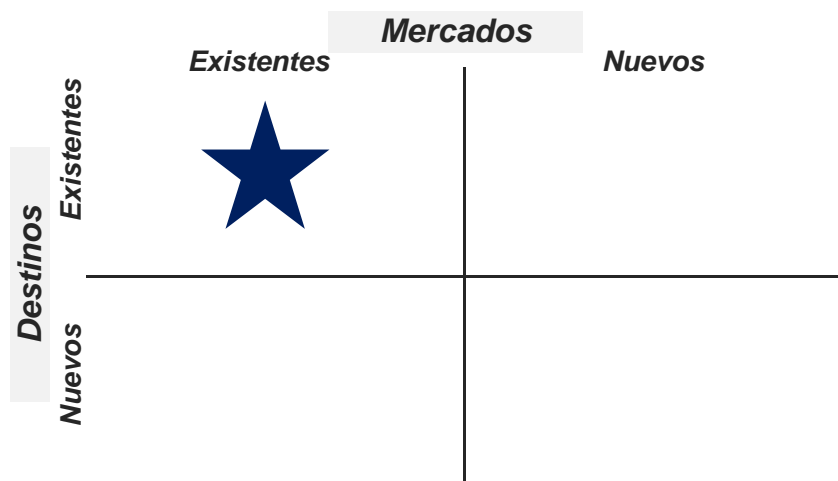 Mercados
Existentes
Nuevos
Destinos
Existentes
Nuevos